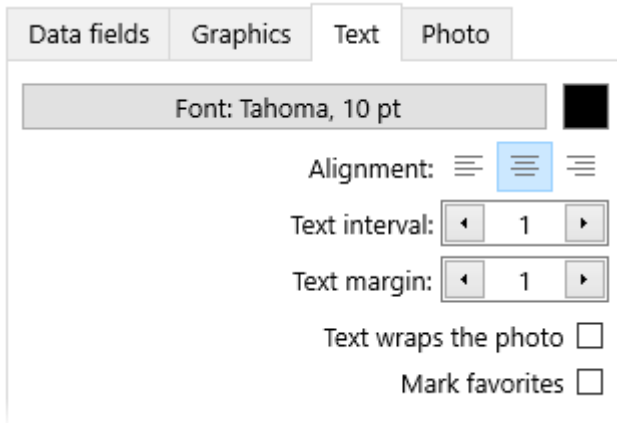 Data fields Graphics Text Photo
Font: Tahoma, 10 pt
Alignment:
Text interval: 1
Text margin: 1
Text wraps the photo
Mark favorites